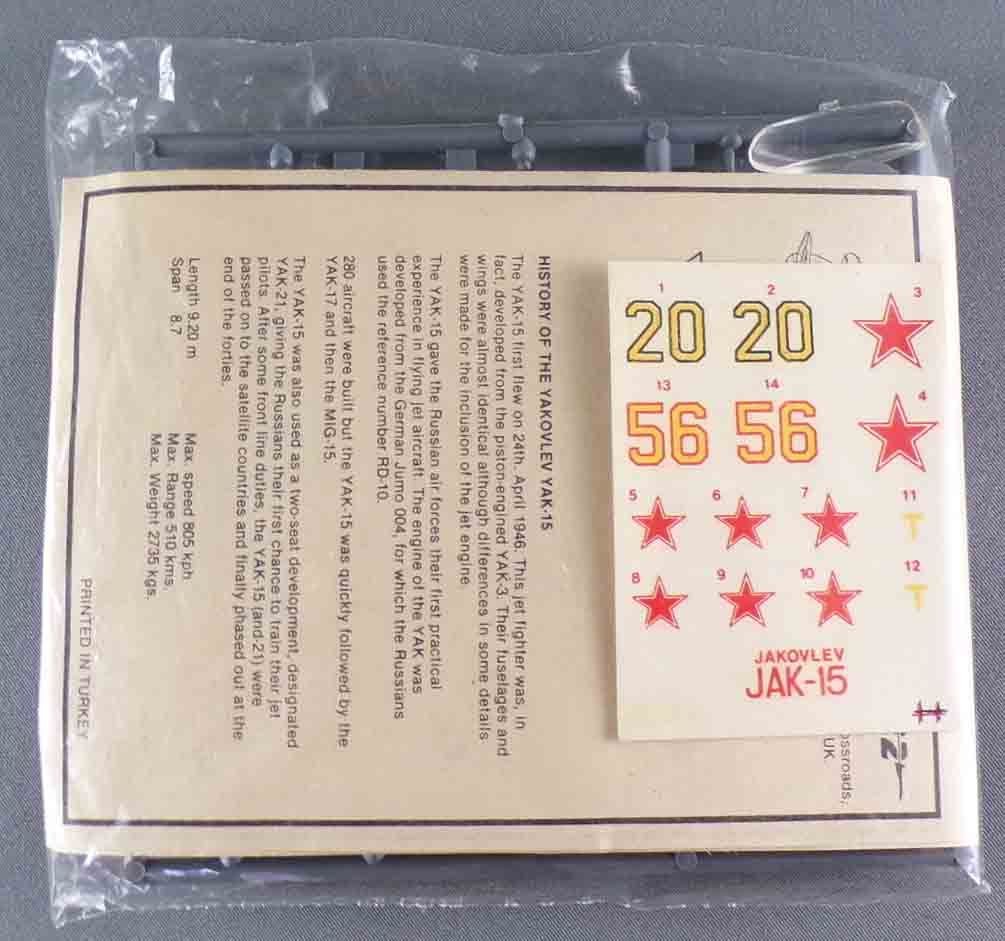 HISTORY OF THE YAKOVLEV YAK-15
The YAK-15 first flew on 24th. April 1946. This jet fighter was, in
fact, developed from the piston-engined YAK-3. Their fuselages and
wings were almost identical although differences in some details
were made for the inclusion of the jet engine.
The YAK-15 gave the Russian air forces their first practical
experience in flying jet aircraft. The engine of the YAK was
developed from the German Jumo 004, for which the Russians
used the reference number RD-10.
280 aircraft were built but the YAK-15 was quickly followed by the
YAK-17 and then the MIG-15.
The YAK-15 was also used as a two-seat development, designated
YAK-21, giving the Russians their first chance to train their jet
pilots. After some front line duties, the YAK-15 (and-21) were
passed on to the satellite countries and finally phased out at the
end of the forties.
Length 9.20 m
Span 8.7
Max. speed 805 kph
Max. Range 510 kms.
Max. Weight 2735 kgs.
PRINTED IN TURKEY
1 2 3
20 20
13 14 4
56 56
5 6 7 11
T
8 9 10 12
T
JAKOVLEV
JAK-15
ossroads,
UK.